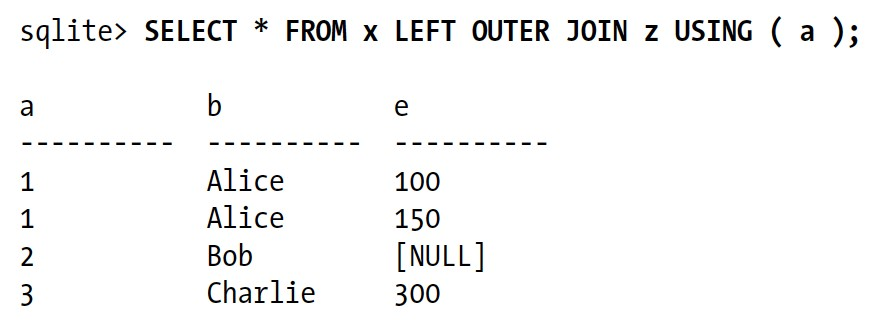 sqlite> SELECT * FROM x LEFT OUTER JOIN z USING ( a );
a b e
---------- ---------- ----------
1 Alice 100
1 Alice 150
2 Bob [NULL]
3 Charlie 300